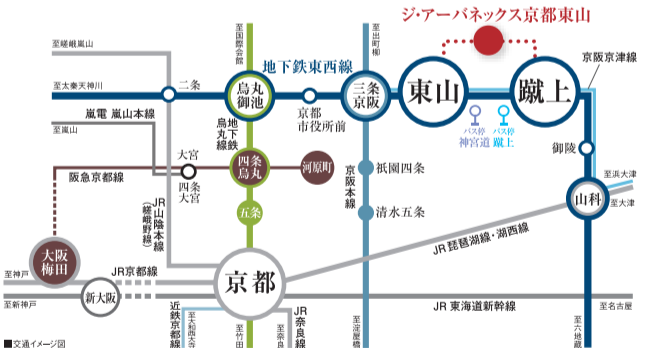 ジ・アーバネックス京都東山
至国際会館
至出町柳
至嵯峨嵐山
地下鉄東西線
京阪京津線
至太秦天神川
二条
烏丸
御池
京都
市役所前
三条
京阪
東山
蹴上
嵐電 嵐山本線
至嵐山
地下鉄
烏丸線
バス停
神宮道
バス停
蹴上
御陵
大宮
四条
大宮
四条
烏丸
河原町
京阪本線
祇園四条
阪急京都線
至浜大津
山科
至大津
JR山陰本線
(嵯峨野線)
五条
清水五条
大阪
梅田
JR琵琶湖線・湖西線
京都
至神戸
JR京都線
至新神戸
新大阪
JR 東海道新幹線
至名古屋
近鉄京都線
至大和西大寺
至竹田
至奈良
JR奈良線
至淀屋橋
至六地蔵
■交通イメージ図